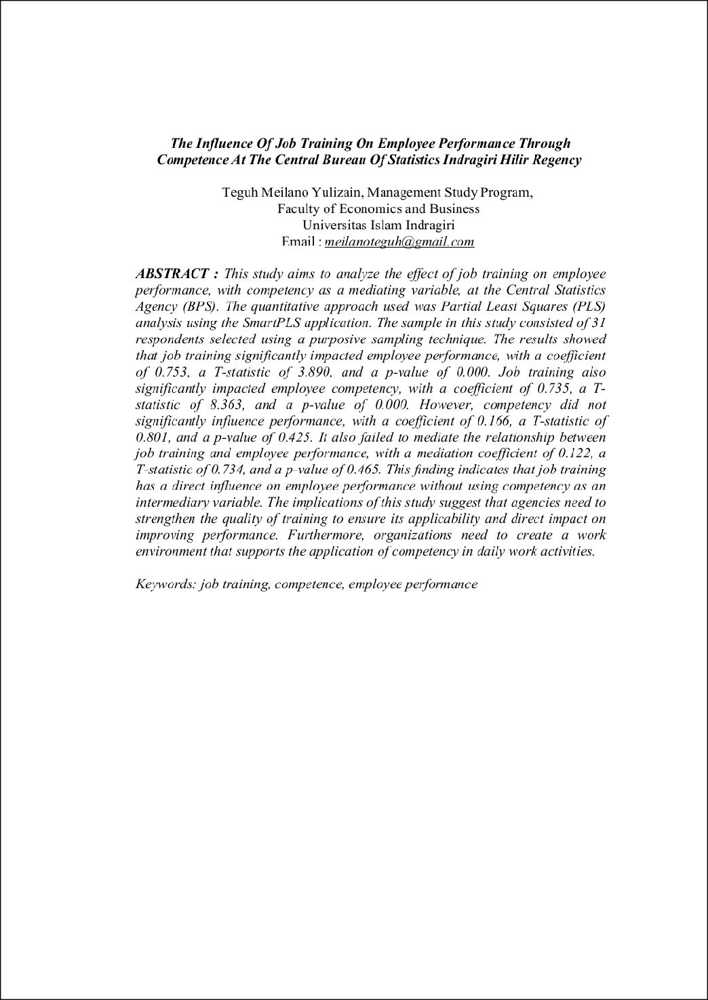 The Influence Of Job Training On Employee Performance Through
Competence At The Central Bureau Of Statistics Indragiri Hilir Regency
Teguh Meilano Yulizain, Management Study Program,
Faculty of Economics and Business
Universitas Islam Indragiri
Email : meilanoteguh@gmail.com
ABSTRACT : This study aims to analyze the effect of job training on employee
performance, with competency as a mediating variable, at the Central Statistics
Agency (BPS). The quantitative approach used was Partial Least Squares (PLS)
analysis using the SmartPLS application. The sample in this study consisted of 31
respondents selected using a purposive sampling technique. The results showed
that job training significantly impacted employee performance, with a coefficient
of 0.753, a T-statistic of 3.890, and a p-value of 0.000. Job training also
significantly impacted employee competency, with a coefficient of 0.735, a T-
statistic of 8.363, and a p-value of 0.000. However, competency did not
significantly influence performance, with a coefficient of 0.166, a T-statistic of
0.801, and a p-value of 0.425. It also failed to mediate the relationship between
job training and employee performance, with a mediation coefficient of 0.122, a
T-statistic of 0.734, and a p-value of 0.465. This finding indicates that job training
has a direct influence on employee performance without using competency as an
intermediary variable. The implications of this study suggest that agencies need to
strengthen the quality of training to ensure its applicability and direct impact on
improving performance. Furthermore, organizations need to create a work
environment that supports the application of competency in daily work activities.
Keywords: job training, competence, employee performance